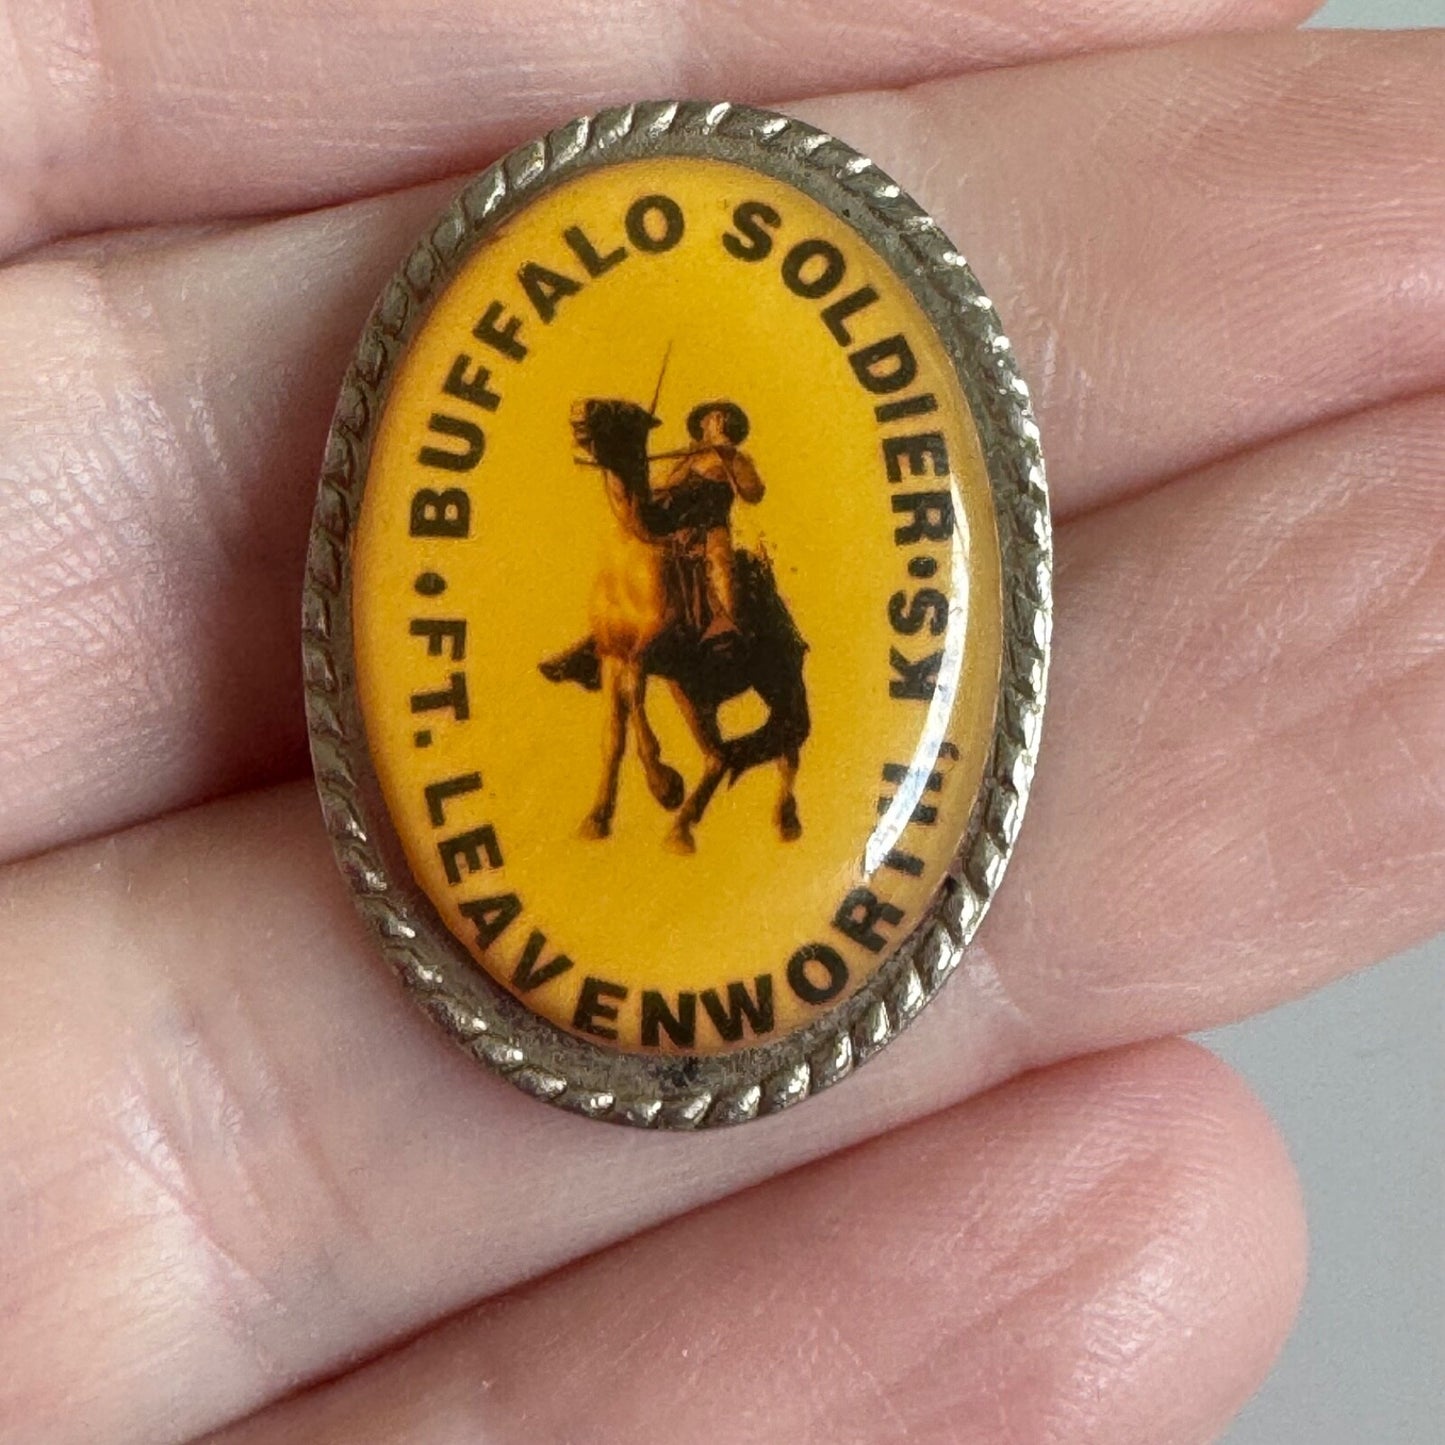 • BUFFALO SOLDIER •
FT. LEAVENWORTH, KS